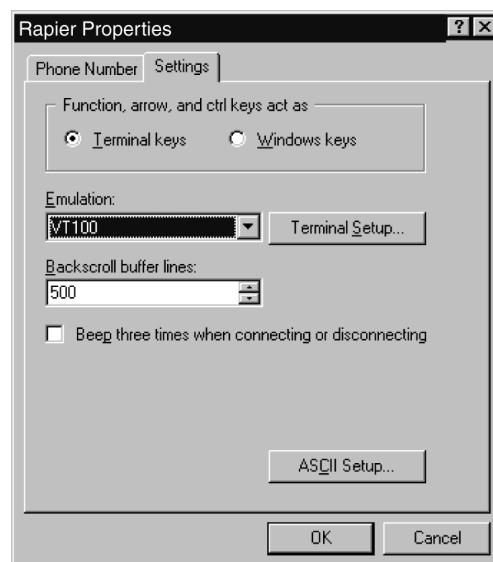 Rapier Properties ? X
Phone Number Settings
Function, arrow, and ctrl keys act as
Terminal keys Windows keys
Emulation:
VT100 Terminal Setup...
Backscroll buffer lines:
500
Beep three times when connecting or disconnecting
ASCII Setup...
OK Cancel